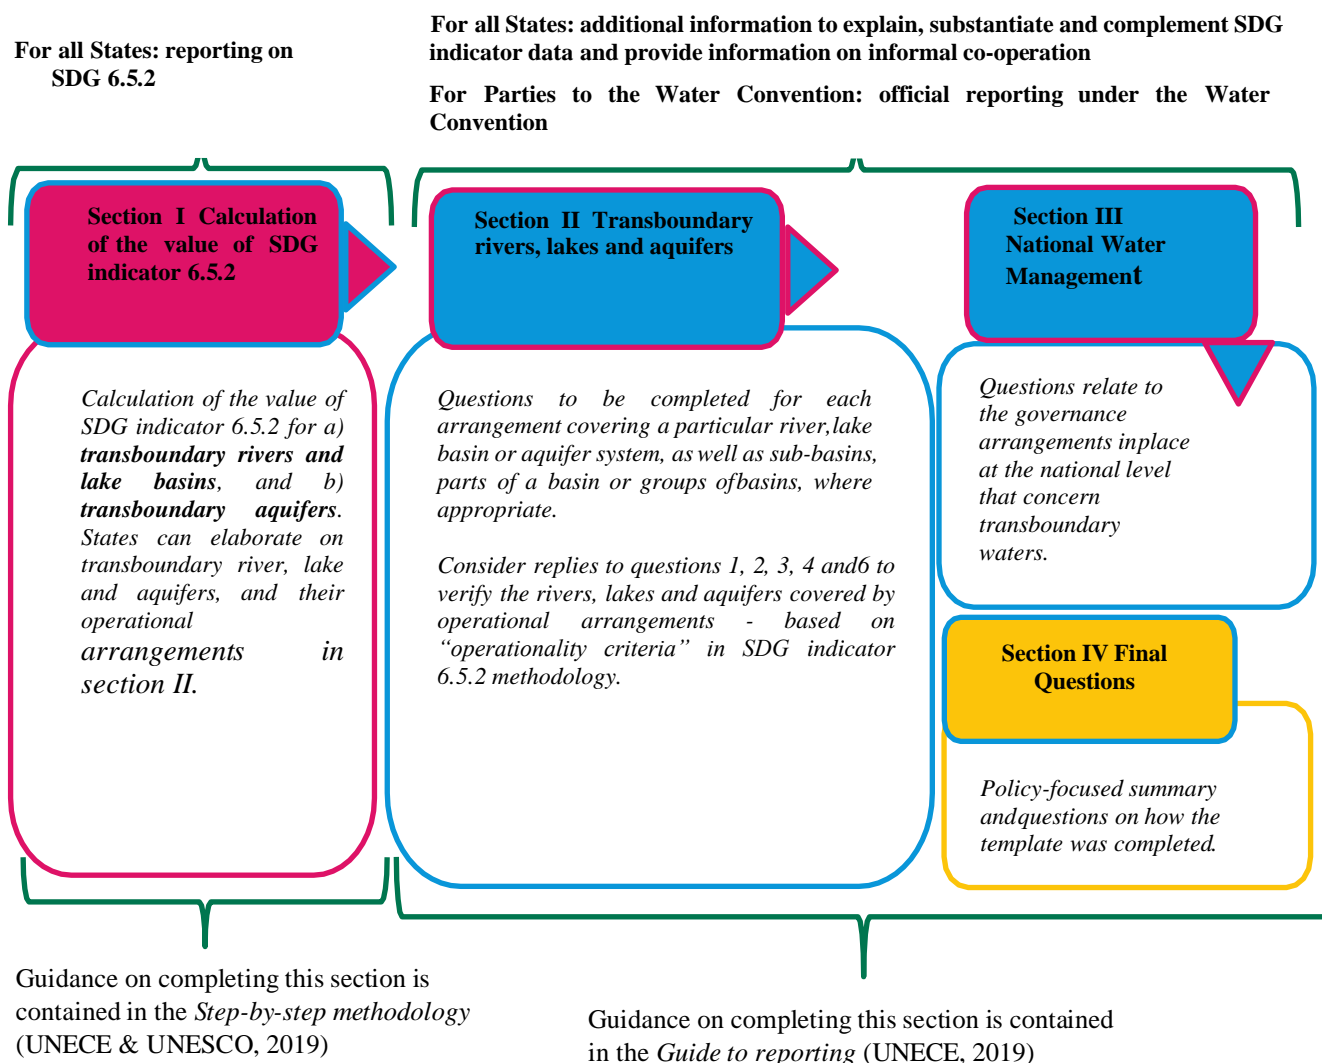 For all States: reporting on
SDG 6.5.2
For all States: additional information to explain, substantiate and complement SDG
indicator data and provide information on informal co-operation
For Parties to the Water Convention: official reporting under the Water
Convention
Section I Calculation
of the value of SDG
indicator 6.5.2
Calculation of the value of
SDG indicator 6.5.2 for a)
transboundary rivers and
lake basins, and b)
transboundary aquifers.
States can elaborate on
transboundary river, lake
and aquifers, and their
operational
arrangements in
section II.
Section II Transboundary
rivers, lakes and aquifers
Questions to be completed for each
arrangement covering a particular river,lake
basin or aquifer system, as well as sub-basins,
parts of a basin or groups ofbasins, where
appropriate.
Consider replies to questions 1, 2, 3, 4 and6 to
verify the rivers, lakes and aquifers covered by
operational arrangements - based on
“operationality criteria” in SDG indicator
6.5.2 methodology.
Section III
National Water
Management
Questions relate to
the governance
arrangements inplace
at the national level
that concern
transboundary
waters.
Section IV Final
Questions
Policy-focused summary
andquestions on how the
template was completed.
Guidance on completing this section is
contained in the Step-by-step methodology
(UNECE & UNESCO, 2019)
Guidance on completing this section is contained
in the Guide to reporting (UNECE, 2019)